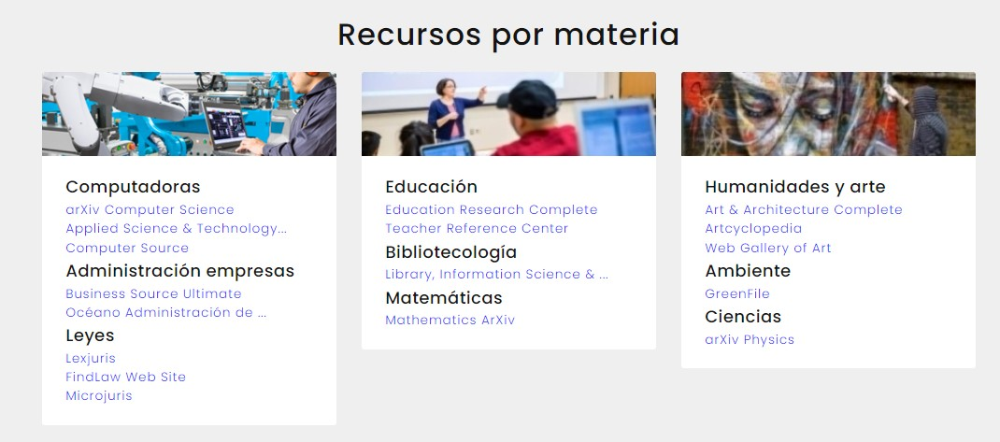 Recursos por materia
Computadoras
arXiv Computer Science
Applied Science & Technology...
Computer Source
Administración empresas
Business Source Ultimate
Océano Administración de ...
Leyes
Lexjuris
FindLaw Web Site
Microjuris
Educación
Education Research Complete
Teacher Reference Center
Bibliotecología
Library, Information Science & ...
Matemáticas
Mathematics ArXiv
Humanidades y arte
Art & Architecture Complete
Artcyclopedia
Web Gallery of Art
Ambiente
GreenFile
Ciencias
arXiv Physics